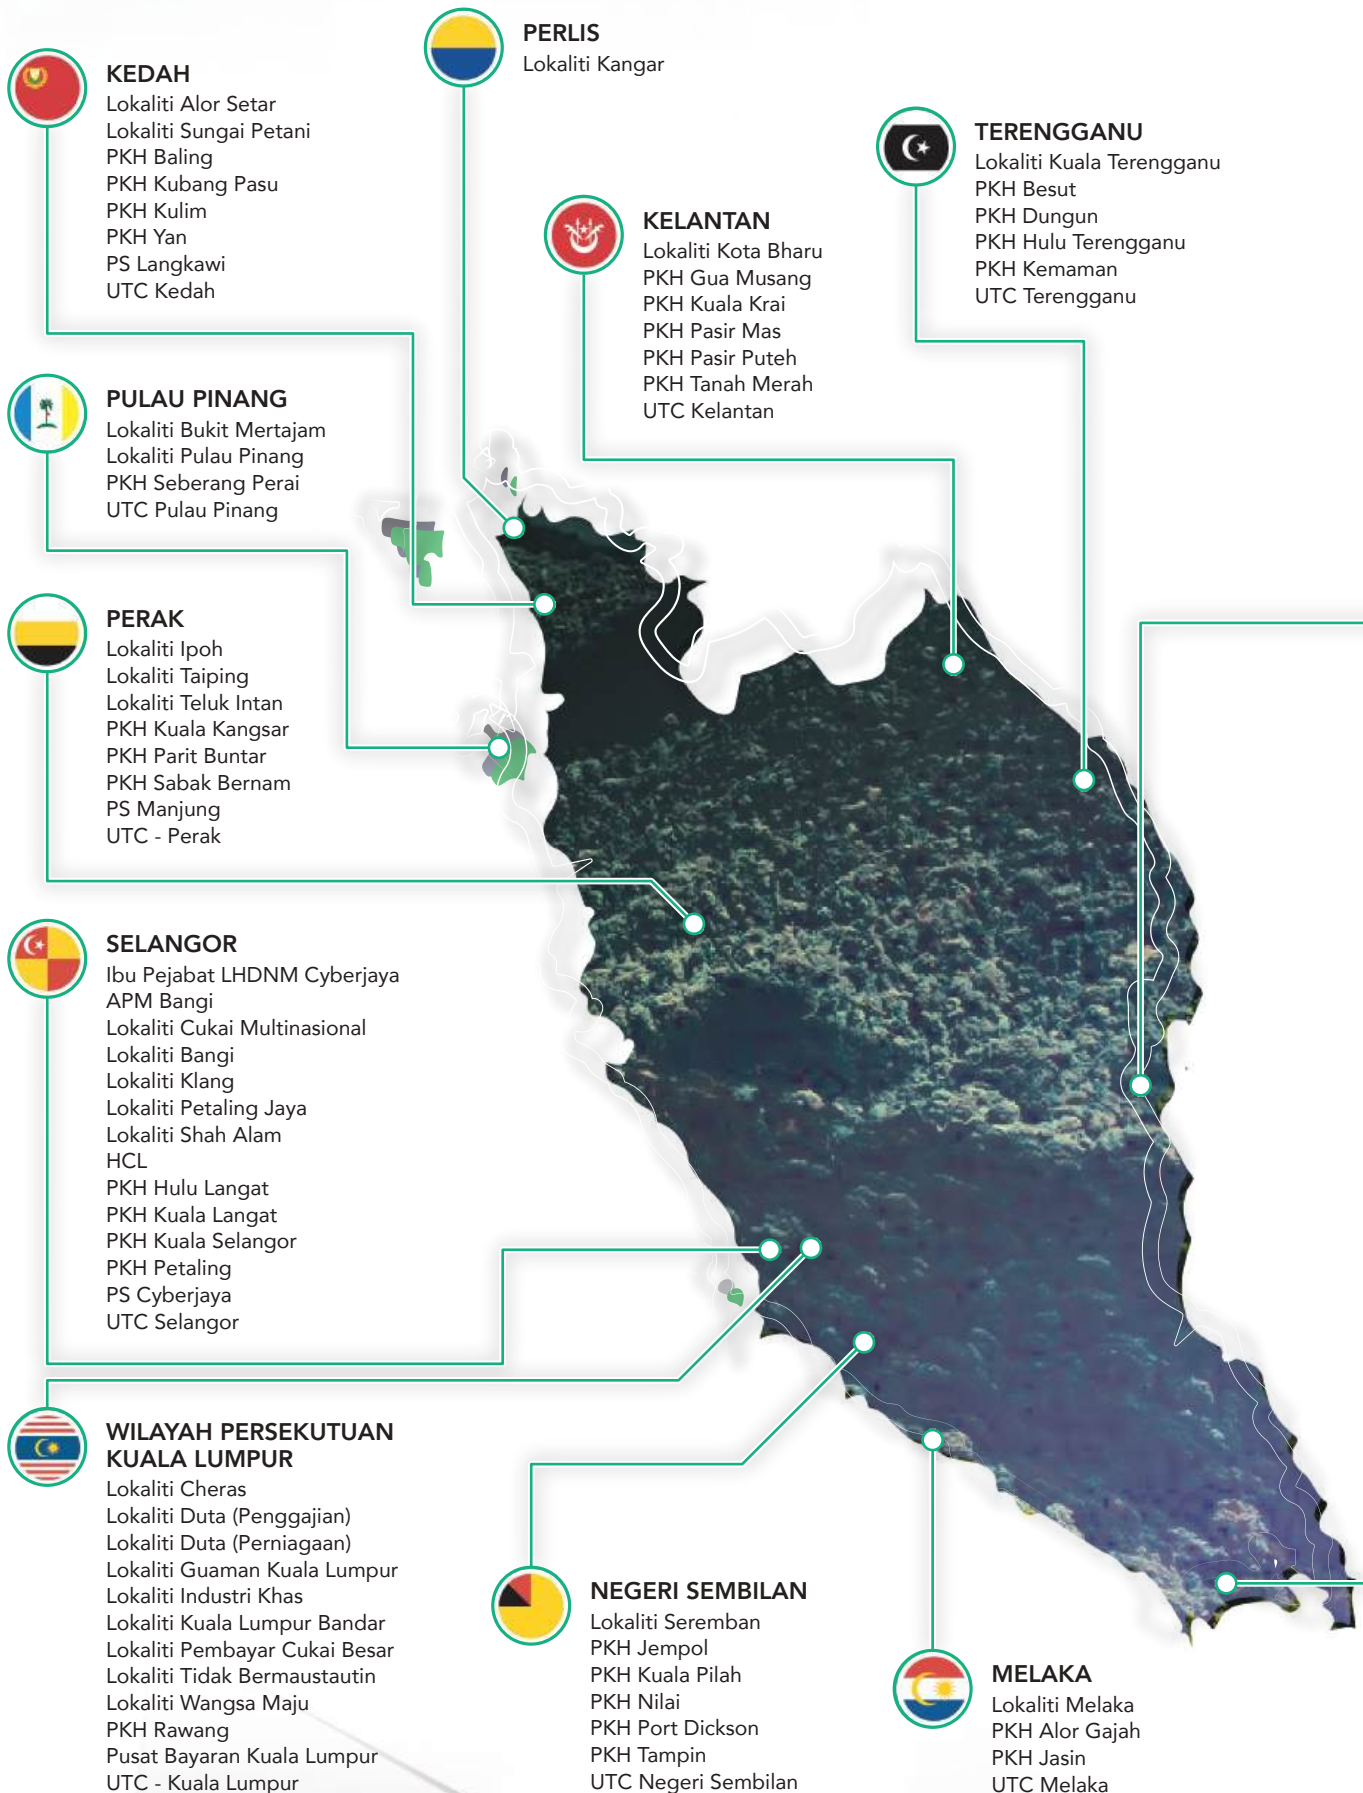 PERLIS
Lokaliti Kangar
KEDAH
Lokaliti Alor Setar
Lokaliti Sungai Petani
PKH Baling
PKH Kubang Pasu
PKH Kulim
PKH Yan
PS Langkawi
UTC Kedah
TERENGGANU
Lokaliti Kuala Terengganu
PKH Besut
PKH Dungun
PKH Hulu Terengganu
PKH Kemaman
UTC Terengganu
KELANTAN
Lokaliti Kota Bharu
PKH Gua Musang
PKH Kuala Krai
PKH Pasir Mas
PKH Pasir Puteh
PKH Tanah Merah
UTC Kelantan
PULAU PINANG
Lokaliti Bukit Mertajam
Lokaliti Pulau Pinang
PKH Seberang Perai
UTC Pulau Pinang
PERAK
Lokaliti Ipoh
Lokaliti Taiping
Lokaliti Teluk Intan
PKH Kuala Kangsar
PKH Parit Buntar
PKH Sabak Bernam
PS Manjung
UTC - Perak
SELANGOR
Ibu Pejabat LHDNM Cyberjaya
APM Bangi
Lokaliti Cukai Multinasional
Lokaliti Bangi
Lokaliti Klang
Lokaliti Petaling Jaya
Lokaliti Shah Alam
HCL
PKH Hulu Langat
PKH Kuala Langat
PKH Kuala Selangor
PKH Petaling
PS Cyberjaya
UTC Selangor
WILAYAH PERSEKUTUAN
KUALA LUMPUR
Lokaliti Cheras
Lokaliti Duta (Penggajian)
Lokaliti Duta (Perniagaan)
Lokaliti Guaman Kuala Lumpur
Lokaliti Industri Khas
Lokaliti Kuala Lumpur Bandar
Lokaliti Pembayar Cukai Besar
Lokaliti Tidak Bermaustautin
Lokaliti Wangsa Maju
PKH Rawang
Pusat Bayaran Kuala Lumpur
UTC - Kuala Lumpur
NEGERI SEMBILAN
Lokaliti Seremban
PKH Jempol
PKH Kuala Pilah
PKH Nilai
PKH Port Dickson
PKH Tampin
UTC Negeri Sembilan
MELAKA
Lokaliti Melaka
PKH Alor Gajah
PKH Jasin
UTC Melaka